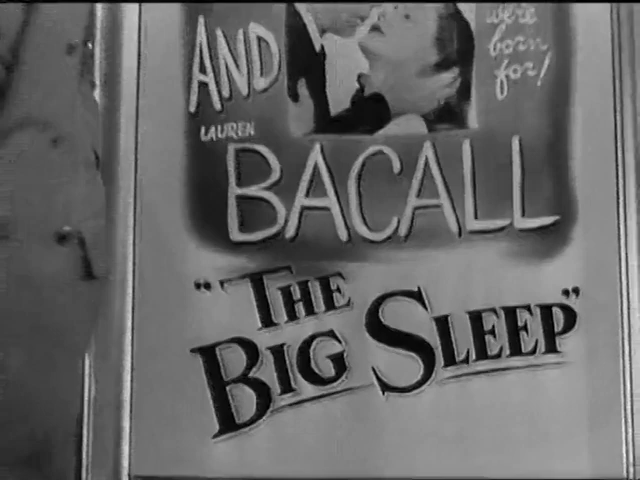 were
born
for!
AND
LAUREN
BACALL
"THE
BIG SLEEP"